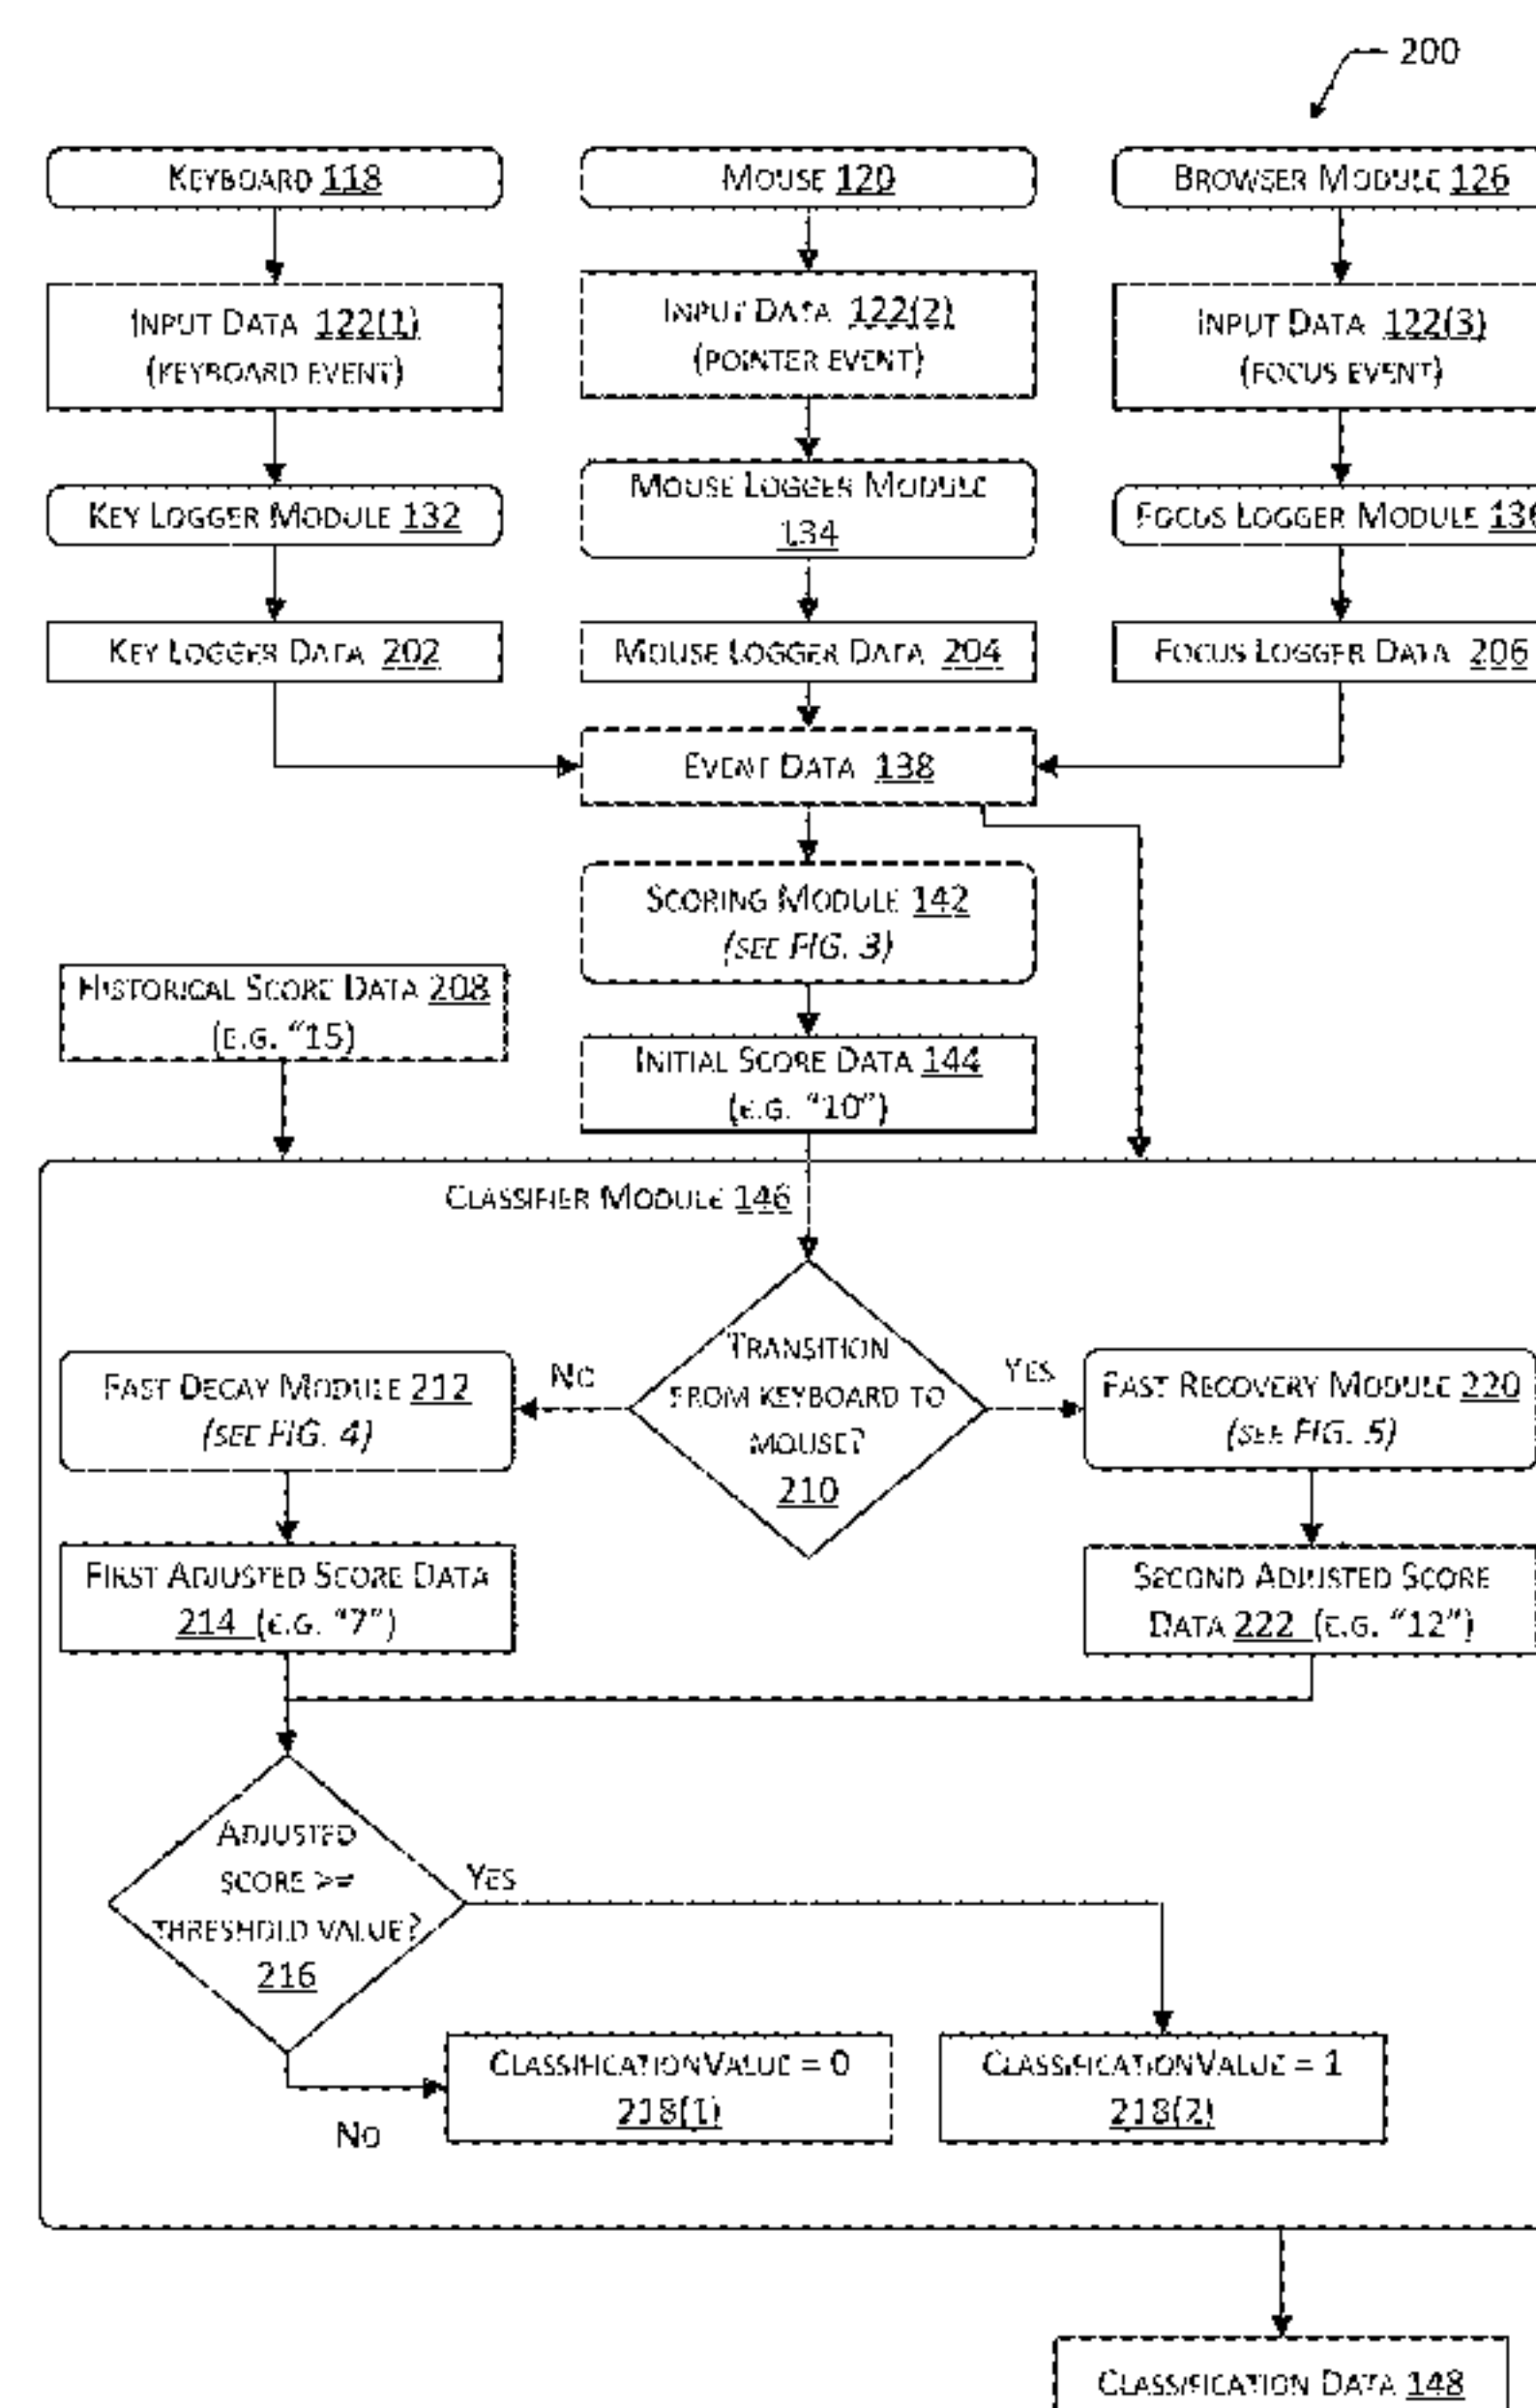 200
KEYBOARD 118
MOUSE 120
BROWSER MODULE 126
INPUT DATA 122(1)
(KEYBOARD EVENT)
INPUT DATA 122(2)
(POINTER EVENT)
INPUT DATA 122(3)
(FOCUS EVENT)
KEY LOGGER MODULE 132
MOUSE LOGGER MODULE
134
FOCUS LOGGER MODULE 136
KEY LOGGER DATA 202
MOUSE LOGGER DATA 204
FOCUS LOGGER DATA 206
EVENT DATA 138
SCORING MODULE 142
(SEE FIG. 3)
HISTORICAL SCORE DATA 208
(E.G. “15)
INITIAL SCORE DATA 144
(E.G. “10”)
CLASSIFIER MODULE 146
TRANSITION
FROM KEYBOARD TO
MOUSE?
210
NO
YES
FAST DECAY MODULE 212
(SEE FIG. 4)
FAST RECOVERY MODULE 220
(SEE FIG. 5)
FIRST ADJUSTED SCORE DATA
214 (E.G. “7”)
SECOND ADJUSTED SCORE
DATA 222 (E.G. “12”)
ADJUSTED
SCORE >=
THRESHOLD VALUE?
216
YES
NO
CLASSIFICATIONVALUE = 0
218(1)
CLASSIFICATIONVALUE = 1
218(2)
CLASSIFICATION DATA 148